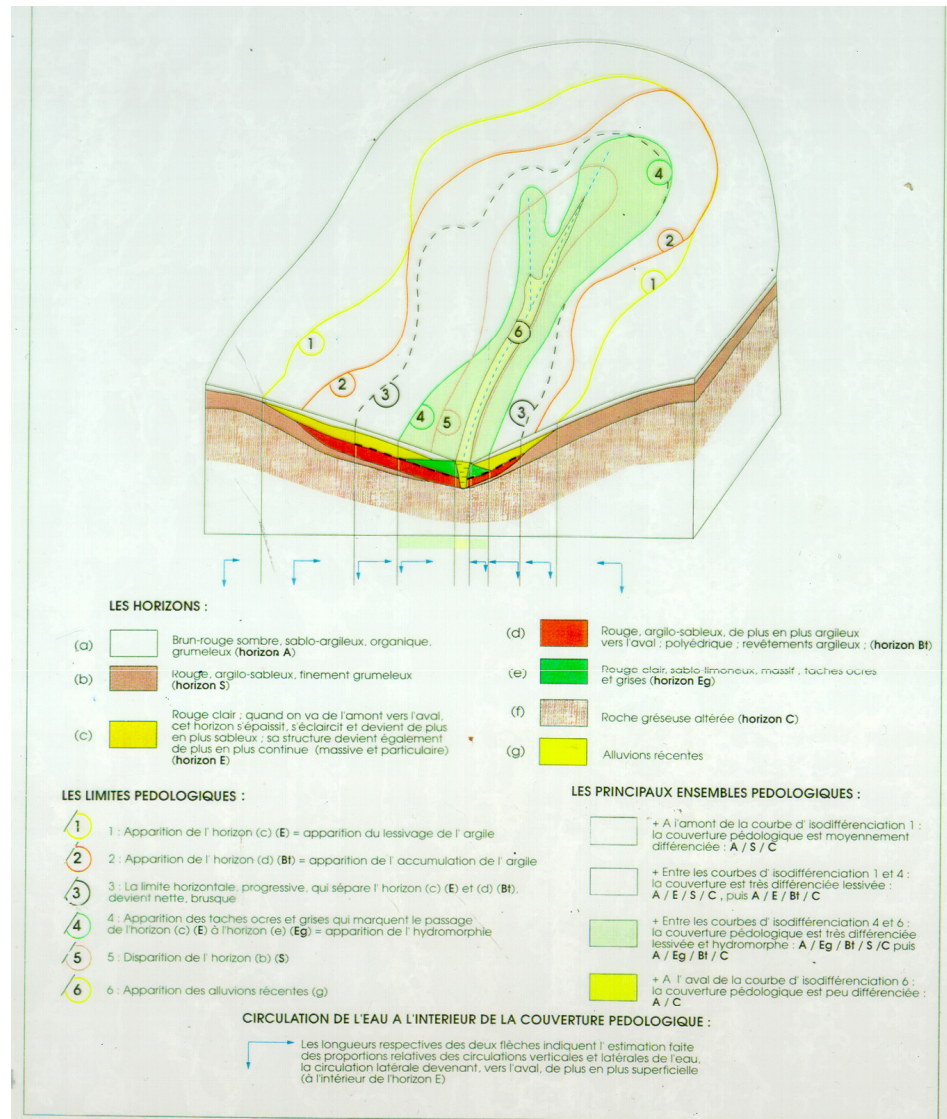 4
2
1
1
6
2
3
4
5
3
LES HORIZONS :
(a)
Brun-rouge sombre, sablo-argileux, organique,
grumeleux (horizon A)
(b)
Rouge, argilo-sableux, finement grumeleux
(horizon S)
(c)
Rouge clair ; quand on va de l'amont vers l'aval,
cet horizon s'épaissit, s'éclaircit et devient de plus
en plus sableux ; sa structure devient également
de plus en plus continue (massive et particulaire)
(horizon E)
(d)
Rouge, argilo-sableux, de plus en plus argileux
vers l'aval ; polyédrique ; revêtements argileux ; (horizon Bt)
(e)
Rouge clair, sablo-limoneux, massif , taches ocres
et grises (horizon Eg)
(f)
Roche gréseuse altérée (horizon C)
(g)
Alluvions récentes
LES LIMITES PEDOLOGIQUES :
1
1 : Apparition de l' horizon (c) (E) = apparition du lessivage de l' argile
2
2 : Apparition de l' horizon (d) (Bt) = apparition de l' accumulation de l' argile
3
3 : La limite horizontale, progressive, qui sépare l' horizon (c) (E) et (d) (Bt),
devient nette, brusque
4
4 : Apparition des taches ocres et grises qui marquent le passage
de l'horizon (c) (E) à l'horizon (e) (Eg) = apparition de l' hydromorphie
5
5 : Disparition de l' horizon (b) (S)
6
6 : Apparition des alluvions récentes (g)
LES PRINCIPAUX ENSEMBLES PEDOLOGIQUES :
+ A l'amont de la courbe d' isodifférenciation 1 :
la couverture pédologique est moyennement
différenciée : A / S / C
+ Entre les courbes d' isodifférenciation 1 et 4 :
la couverture est très différenciée lessivée :
A / E / S / C , puis A / E / Bt / C
+ Entre les courbes d' isodifférenciation 4 et 6 :
la couverture pédologique est très différenciée
lessivée et hydromorphe : A / Eg / Bt / S /C puis
A / Eg / Bt / C
+ A l' aval de la courbe d' isodifférenciation 6 :
la couverture pédologique est peu différenciée :
A / C
CIRCULATION DE L'EAU A L'INTERIEUR DE LA COUVERTURE PEDOLOGIQUE :
Les longueurs respectives des deux flèches indiquent l' estimation faite
des proportions relatives des circulations verticales et latérales de l'eau,
la circulation latérale devenant, vers l'aval, de plus en plus superficielle
(à l'intérieur de l'horizon E)